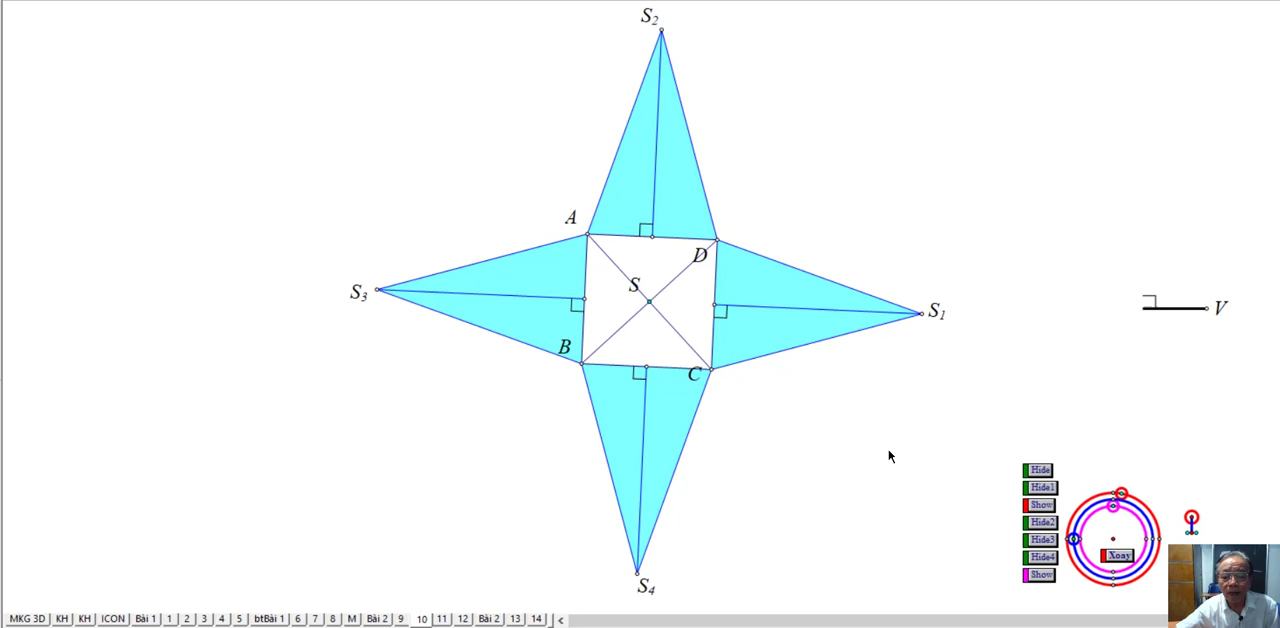 S2
A
D
S
S3
S1
V
B
C
S4
Hide
Hide1
Show
Hide2
Hide3
Hide4
Show
Xoay
MKG 3D KH KH ICON Bài 1 1 2 3 4 5 btBài 1 6 7 8 M Bài 2 9 10 11 12 Bài 2 13 14 <